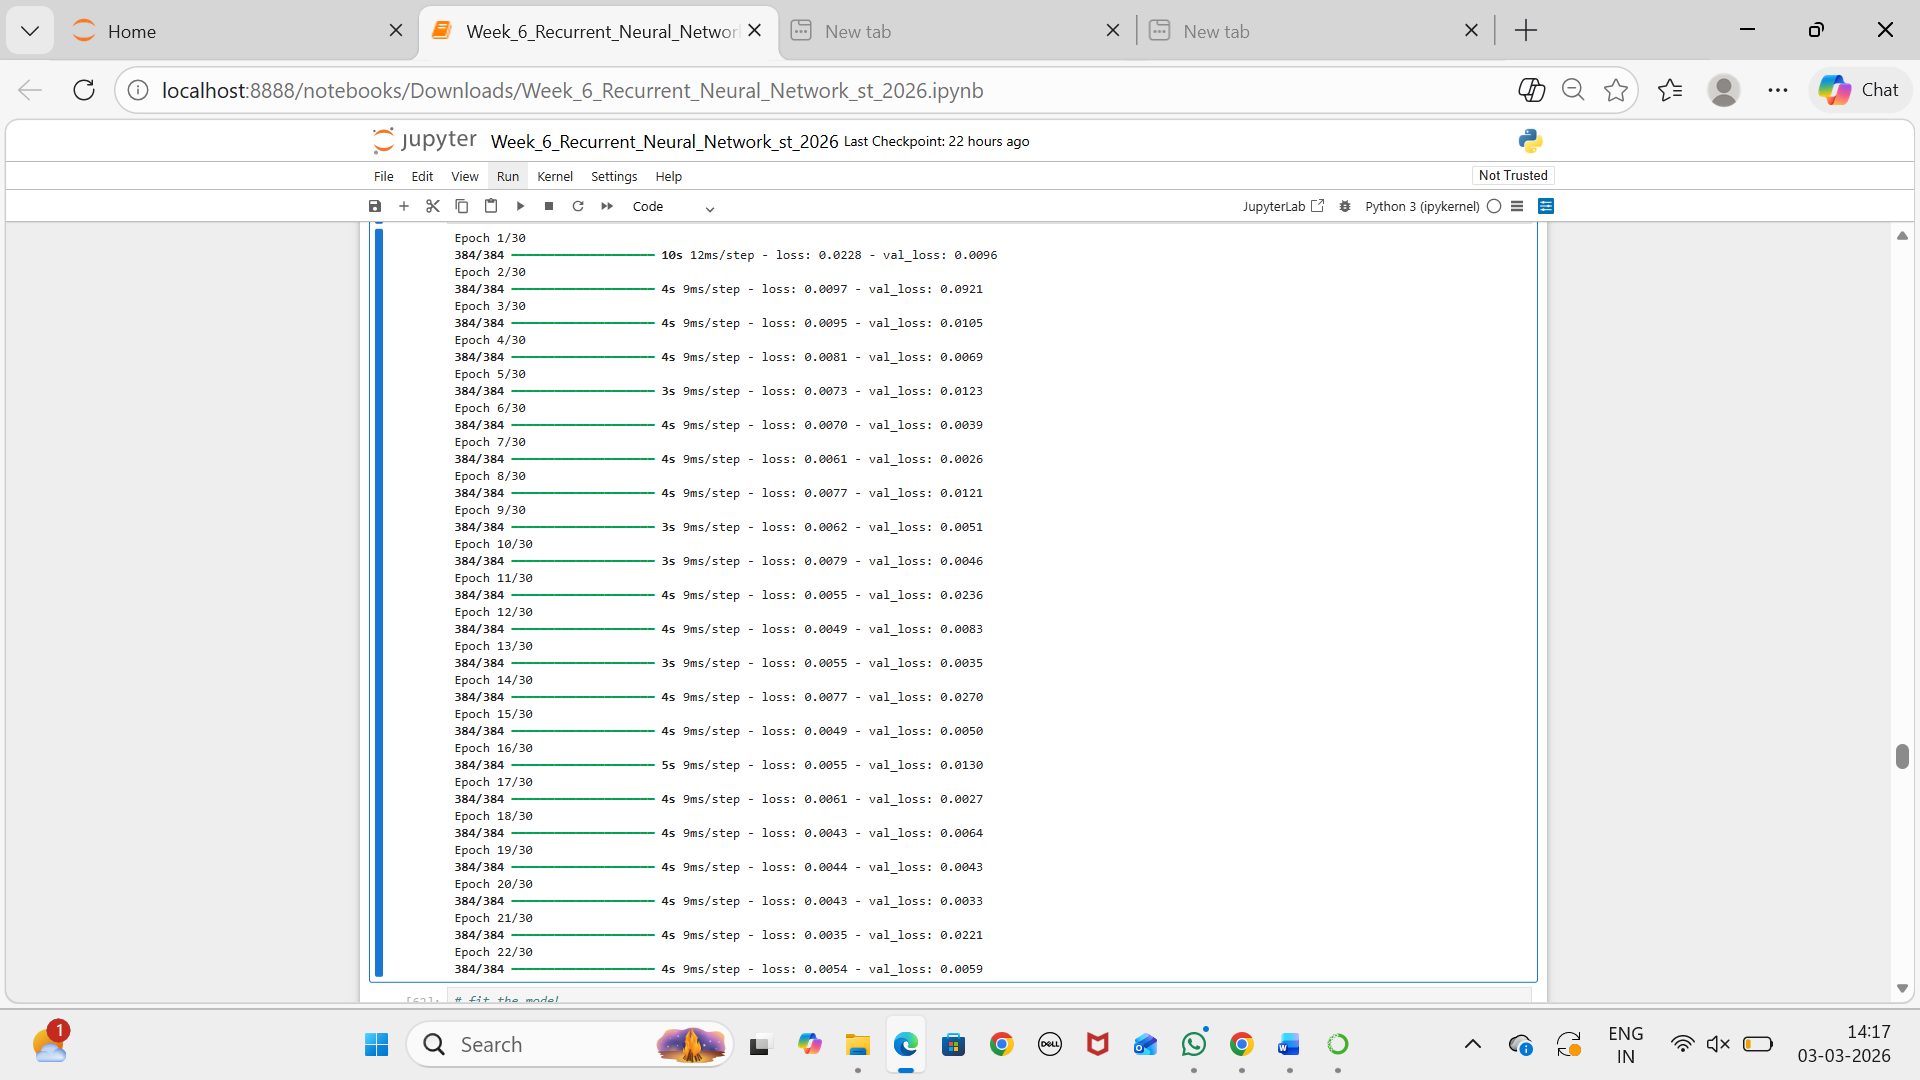 Home
Week_6_Recurrent_Neural_Networ
New tab
New tab
localhost:8888/notebooks/Downloads/Week_6_Recurrent_Neural_Network_st_2026.ipynb
Chat
jupyter Week_6_Recurrent_Neural_Network_st_2026 Last Checkpoint: 22 hours ago
File Edit View Run Kernel Settings Help
Not Trusted
Code
JupyterLab
Python 3 (ipykernel)
Epoch 1/30
384/384 10s 12ms/step - loss: 0.0228 - val_loss: 0.0096
Epoch 2/30
384/384 4s 9ms/step - loss: 0.0097 - val_loss: 0.0921
Epoch 3/30
384/384 4s 9ms/step - loss: 0.0095 - val_loss: 0.0105
Epoch 4/30
384/384 4s 9ms/step - loss: 0.0081 - val_loss: 0.0069
Epoch 5/30
384/384 3s 9ms/step - loss: 0.0073 - val_loss: 0.0123
Epoch 6/30
384/384 4s 9ms/step - loss: 0.0070 - val_loss: 0.0039
Epoch 7/30
384/384 4s 9ms/step - loss: 0.0061 - val_loss: 0.0026
Epoch 8/30
384/384 4s 9ms/step - loss: 0.0077 - val_loss: 0.0121
Epoch 9/30
384/384 3s 9ms/step - loss: 0.0062 - val_loss: 0.0051
Epoch 10/30
384/384 3s 9ms/step - loss: 0.0079 - val_loss: 0.0046
Epoch 11/30
384/384 4s 9ms/step - loss: 0.0055 - val_loss: 0.0236
Epoch 12/30
384/384 4s 9ms/step - loss: 0.0049 - val_loss: 0.0083
Epoch 13/30
384/384 3s 9ms/step - loss: 0.0055 - val_loss: 0.0035
Epoch 14/30
384/384 4s 9ms/step - loss: 0.0077 - val_loss: 0.0270
Epoch 15/30
384/384 4s 9ms/step - loss: 0.0049 - val_loss: 0.0050
Epoch 16/30
384/384 5s 9ms/step - loss: 0.0055 - val_loss: 0.0130
Epoch 17/30
384/384 4s 9ms/step - loss: 0.0061 - val_loss: 0.0027
Epoch 18/30
384/384 4s 9ms/step - loss: 0.0043 - val_loss: 0.0064
Epoch 19/30
384/384 4s 9ms/step - loss: 0.0044 - val_loss: 0.0043
Epoch 20/30
384/384 4s 9ms/step - loss: 0.0043 - val_loss: 0.0033
Epoch 21/30
384/384 4s 9ms/step - loss: 0.0035 - val_loss: 0.0221
Epoch 22/30
384/384 4s 9ms/step - loss: 0.0054 - val_loss: 0.0059
# fit the model
1
Search
DELL
ENG
IN
14:17
03-03-2026